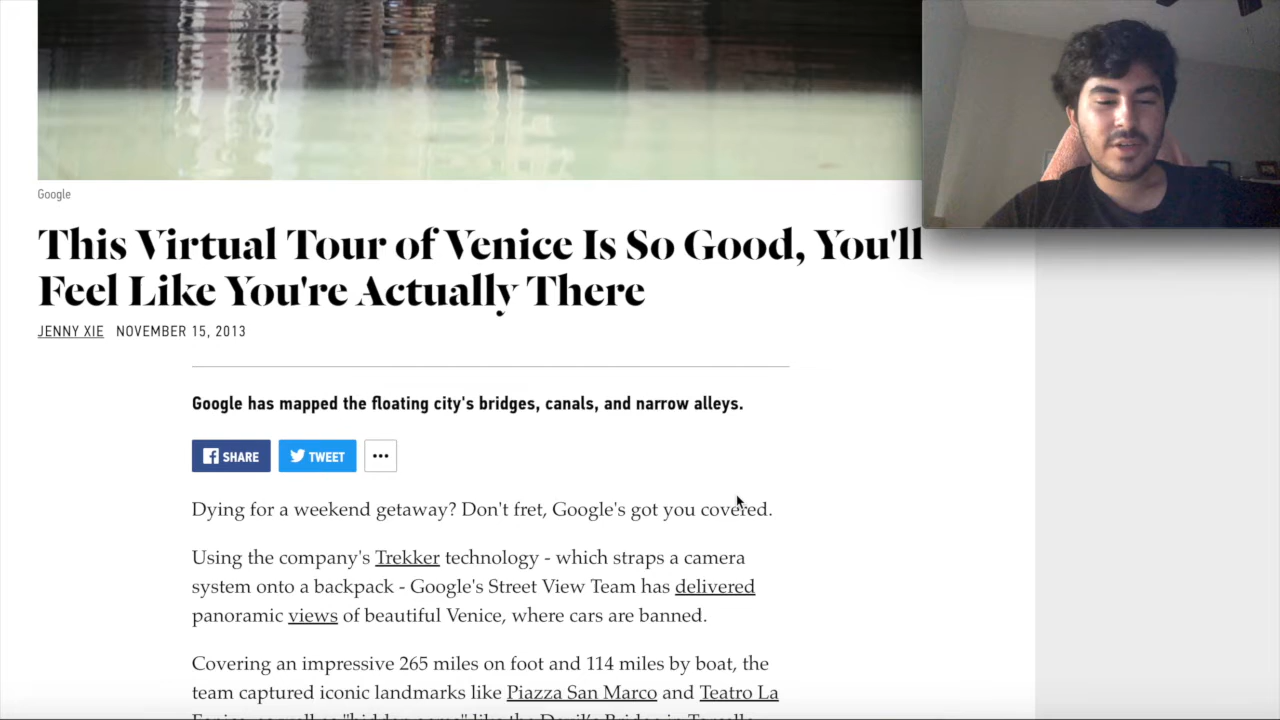 Google
This Virtual Tour of Venice Is So Good, You'll
Feel Like You're Actually There
JENNY XIE NOVEMBER 15, 2013
Google has mapped the floating city's bridges, canals, and narrow alleys.
SHARE TWEET •••
Dying for a weekend getaway? Don't fret, Google's got you covered.
Using the company's Trekker technology - which straps a camera
system onto a backpack - Google's Street View Team has delivered
panoramic views of beautiful Venice, where cars are banned.
Covering an impressive 265 miles on foot and 114 miles by boat, the
team captured iconic landmarks like Piazza San Marco and Teatro La